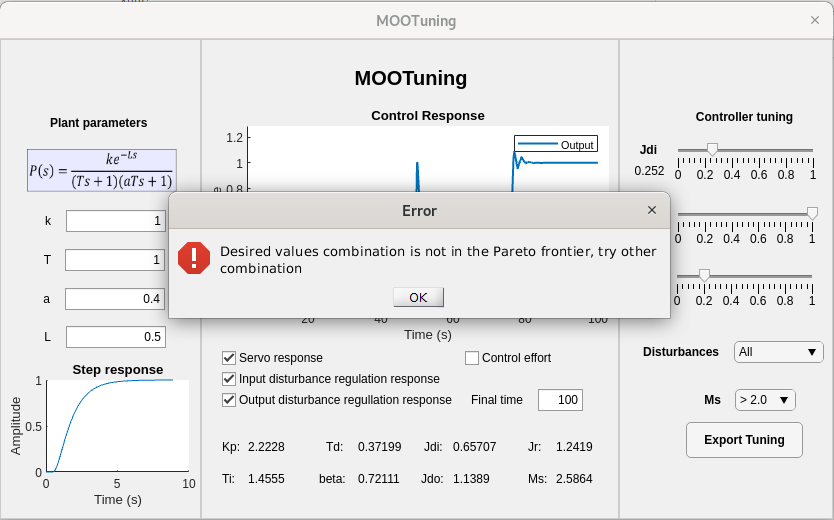 MOOTuning
×
MOOTuning
Plant parameters
P(s) = ke^-Ls / (Ts + 1)(aTs + 1)
k 1
T 1
a 0.4
L 0.5
Step response
Amplitude
1
0.5
0
0 5 10
Time (s)
Control Response
1.2
1
0.8
Output
Error ×
Desired values combination is not in the Pareto frontier, try other
combination
OK
20 40 60 80 100
Time (s)
Servo response
Control effort
Input disturbance regulation response
Output disturbance regullation response
Final time 100
Kp: 2.2228 Td: 0.37199 Jdi: 0.65707 Jr: 1.2419
Ti: 1.4555 beta: 0.72111 Jdo: 1.1389 Ms: 2.5864
Controller tuning
Jdi
0.252
0 0.2 0.4 0.6 0.8 1
0 0.2 0.4 0.6 0.8 1
0 0.2 0.4 0.6 0.8 1
Disturbances All
Ms > 2.0
Export Tuning